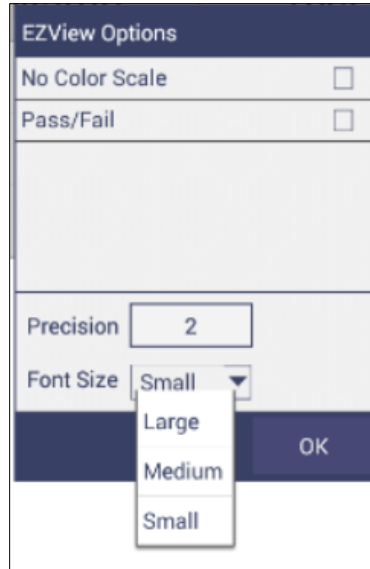 EZView Options
No Color Scale
Pass/Fail
Precision 2
Font Size Small
Large
OK
Medium
Small